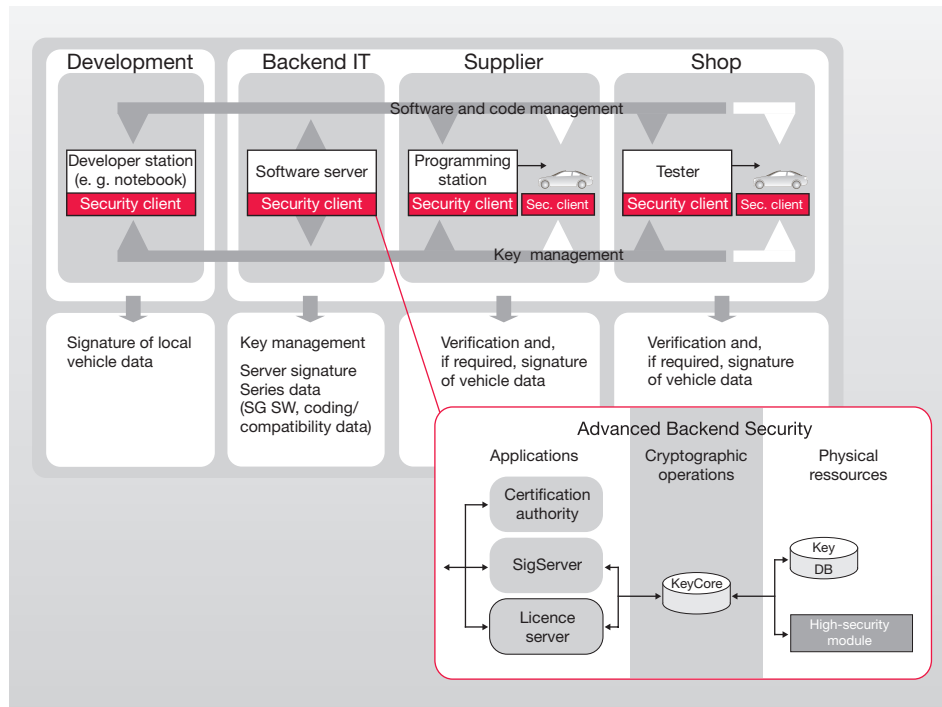 Development
Backend IT
Supplier
Shop
Software and code management
Developer station
(e. g. notebook)
Security client
Software server
Security client
Programming
station
Security client
Sec. client
Tester
Security client
Sec. client
Key management
Signature of local
vehicle data
Key management
Server signature
Series data
(SG SW, coding/
compatibility data)
Verification and,
if required, signature
of vehicle data
Verification and,
if required, signature
of vehicle data
Advanced Backend Security
Applications
Cryptographic
operations
Physical
ressources
Certification
authority
SigServer
Licence
server
KeyCore
Key
DB
High-security
module